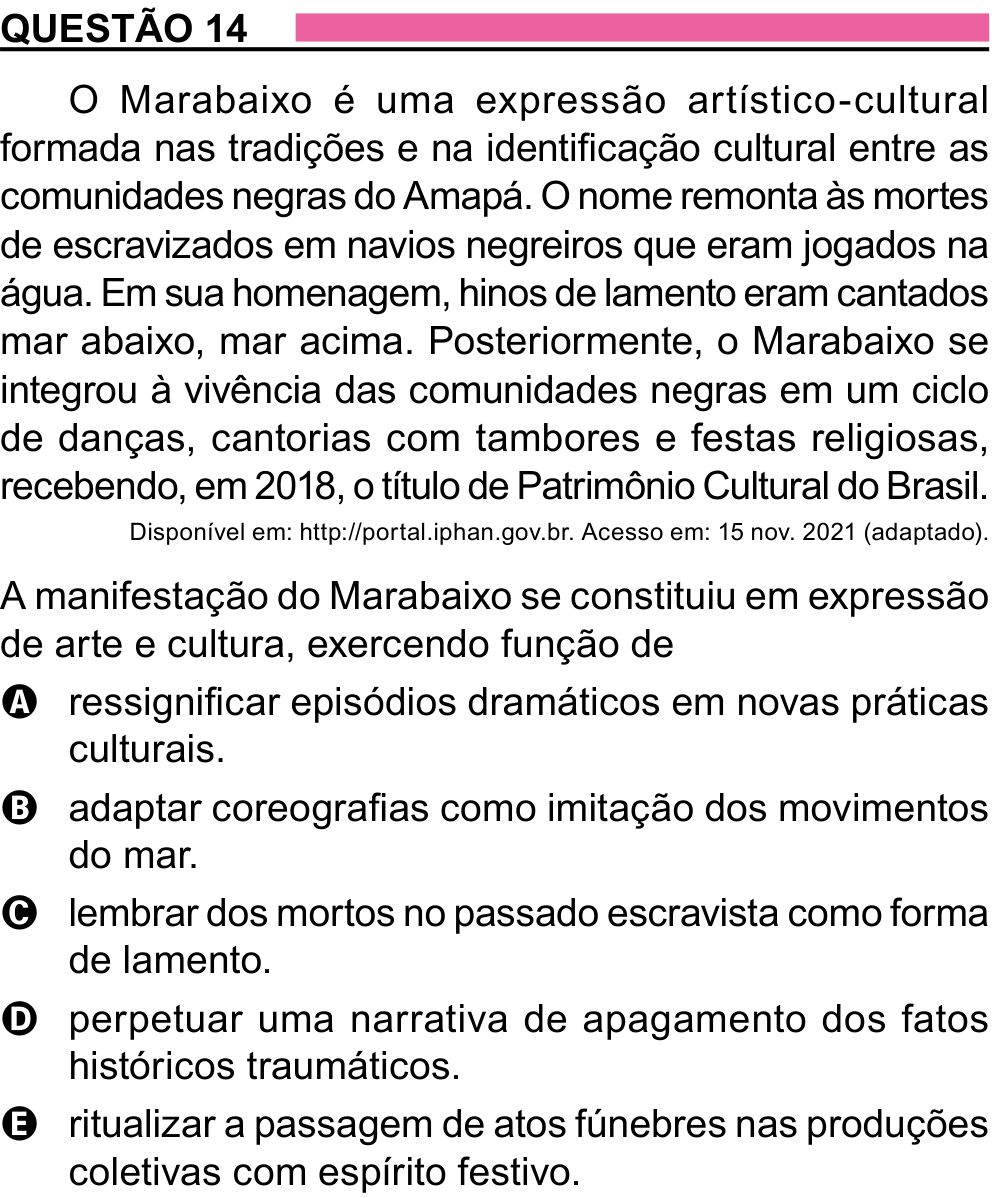 QUESTÃO 14
O Marabaixo é uma expressão artístico-cultural
formada nas tradições e na identificação cultural entre as
comunidades negras do Amapá. O nome remonta às mortes
de escravizados em navios negreiros que eram jogados na
água. Em sua homenagem, hinos de lamento eram cantados
mar abaixo, mar acima. Posteriormente, o Marabaixo se
integrou à vivência das comunidades negras em um ciclo
de danças, cantorias com tambores e festas religiosas,
recebendo, em 2018, o título de Patrimônio Cultural do Brasil.
Disponível em: http://portal.iphan.gov.br. Acesso em: 15 nov. 2021 (adaptado).
A manifestação do Marabaixo se constituiu em expressão
de arte e cultura, exercendo função de
A ressignificar episódios dramáticos em novas práticas
culturais.
B adaptar coreografias como imitação dos movimentos
do mar.
C lembrar dos mortos no passado escravista como forma
de lamento.
D perpetuar uma narrativa de apagamento dos fatos
históricos traumáticos.
E ritualizar a passagem de atos fúnebres nas produções
coletivas com espírito festivo.